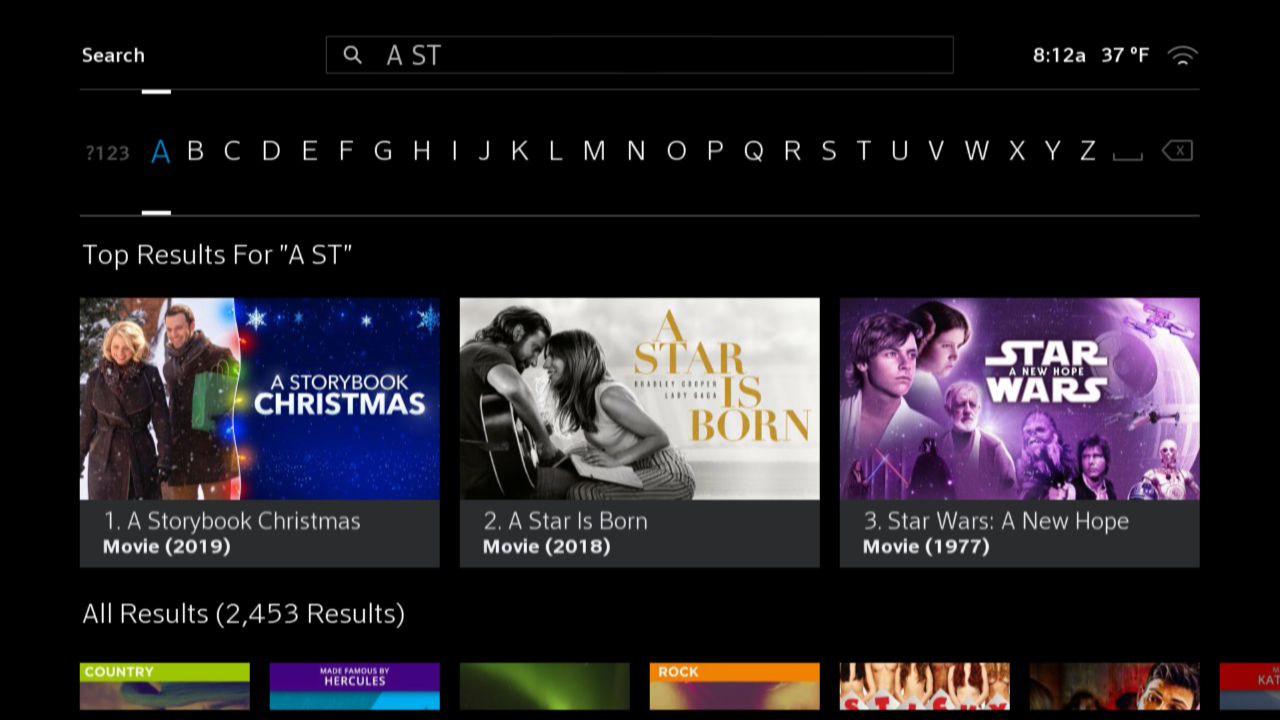 Search
A ST
8:12a 37 °F
?123 A B C D E F G H I J K L M N O P Q R S T U V W X Y Z
Top Results For "A ST"
A STORYBOOK
CHRISTMAS
A
STAR
BRADLEY COOPER
LADY GAGA
IS
BORN
STAR
A NEW HOPE
WARS
1. A Storybook Christmas
Movie (2019)
2. A Star Is Born
Movie (2018)
3. Star Wars: A New Hope
Movie (1977)
All Results (2,453 Results)
COUNTRY
MADE FAMOUS BY
HERCULES
ROCK